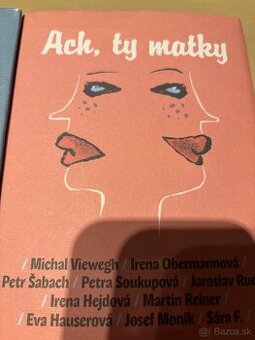 Ach, ty matky
/ Michal Viewegh / Irena Obermannová /
Petr Šabach / Petra Soukupová / Jaroslav Ru
/ Irena Hejdová / Martin Reiner /
/ Eva Hauserová / Josef Moník / Sára F. /
Bazos.sk